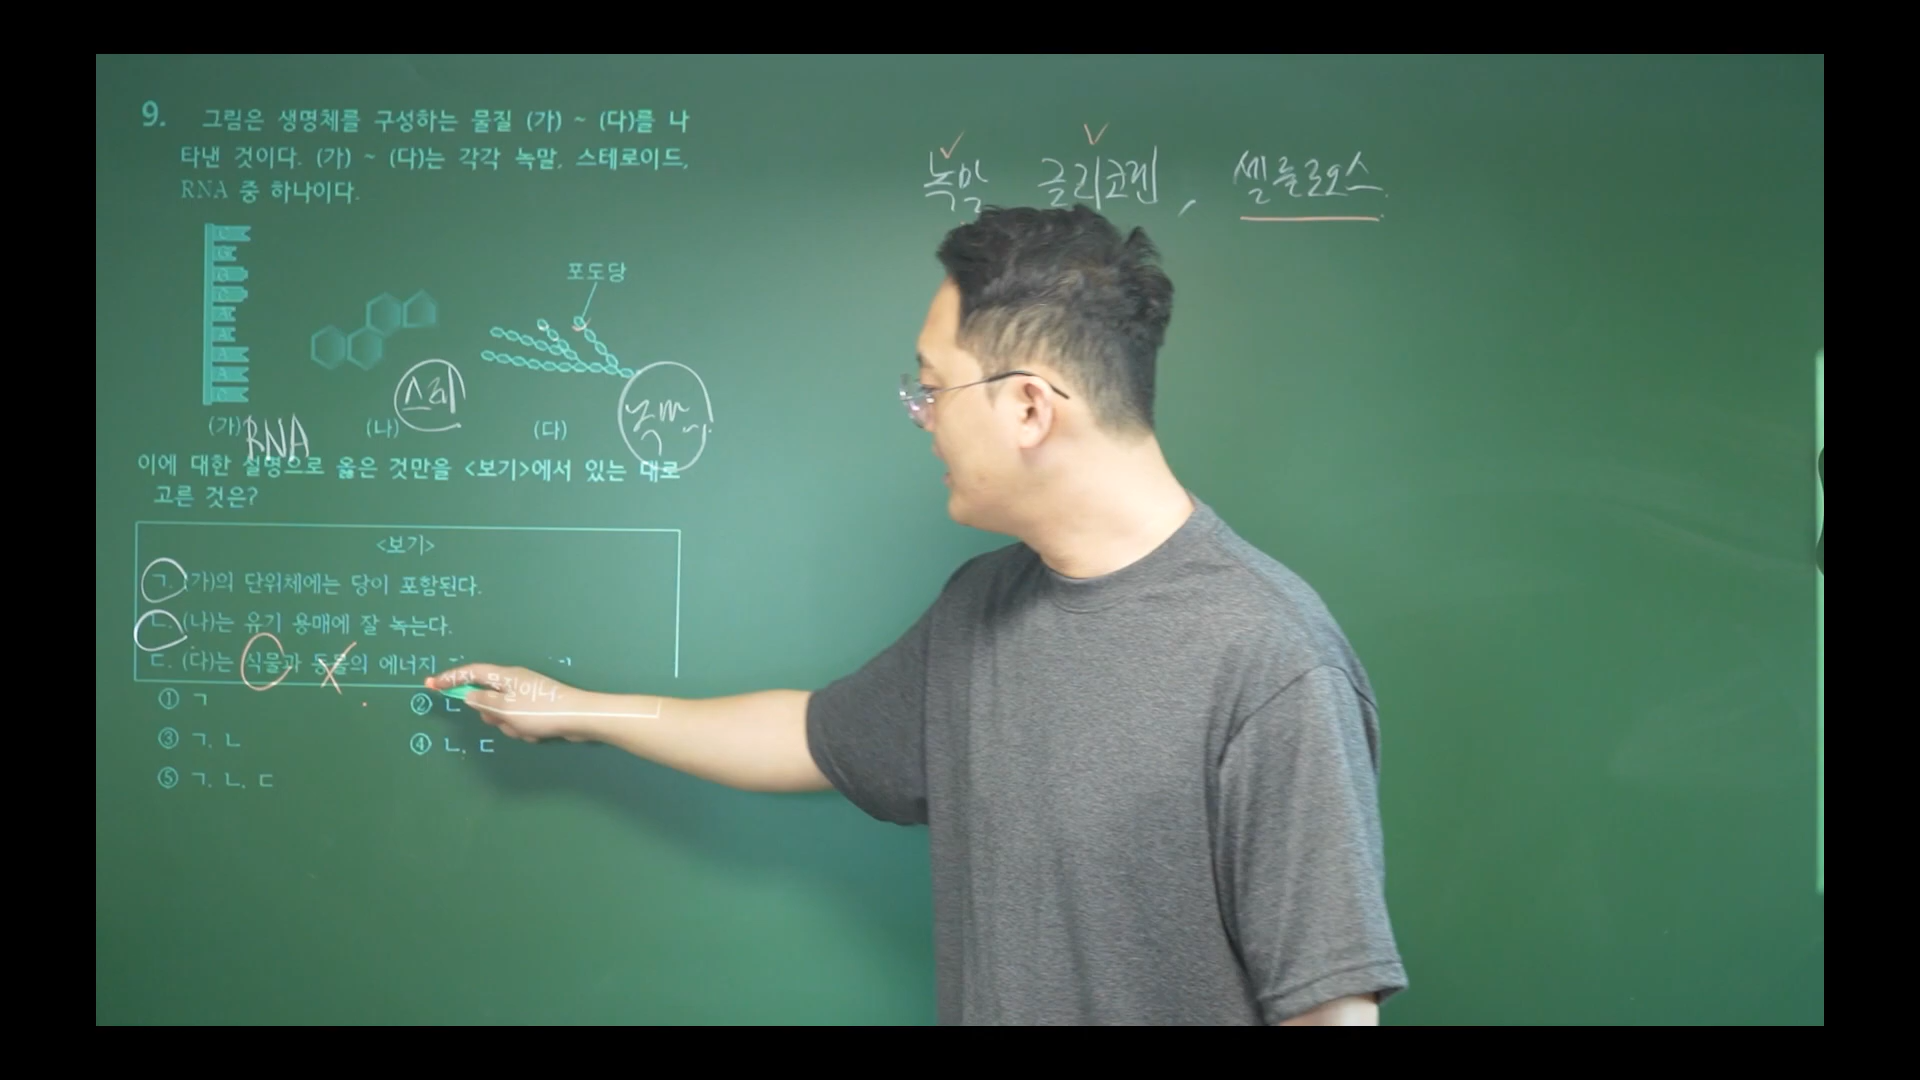 9. 그림은 생명체를 구성하는 물질 (가) ~ (다)를 나
타낸 것이다. (가) ~ (다)는 각각 녹말, 스테로이드,
RNA 중 하나이다.
녹말 글리코젠, 셀룰로오스
포도당
(가) RNA (나) 스테 (다) 녹말
이에 대한 설명으로 옳은 것만을 <보기>에서 있는 대로
고른 것은?
<보기>
ㄱ. (가)의 단위체에는 당이 포함된다.
ㄴ. (나)는 유기 용매에 잘 녹는다.
ㄷ. (다)는 식물과 동물의 에너지
① ㄱ ② ㄴ
③ ㄱ, ㄴ ④ ㄴ, ㄷ
⑤ ㄱ, ㄴ, ㄷ